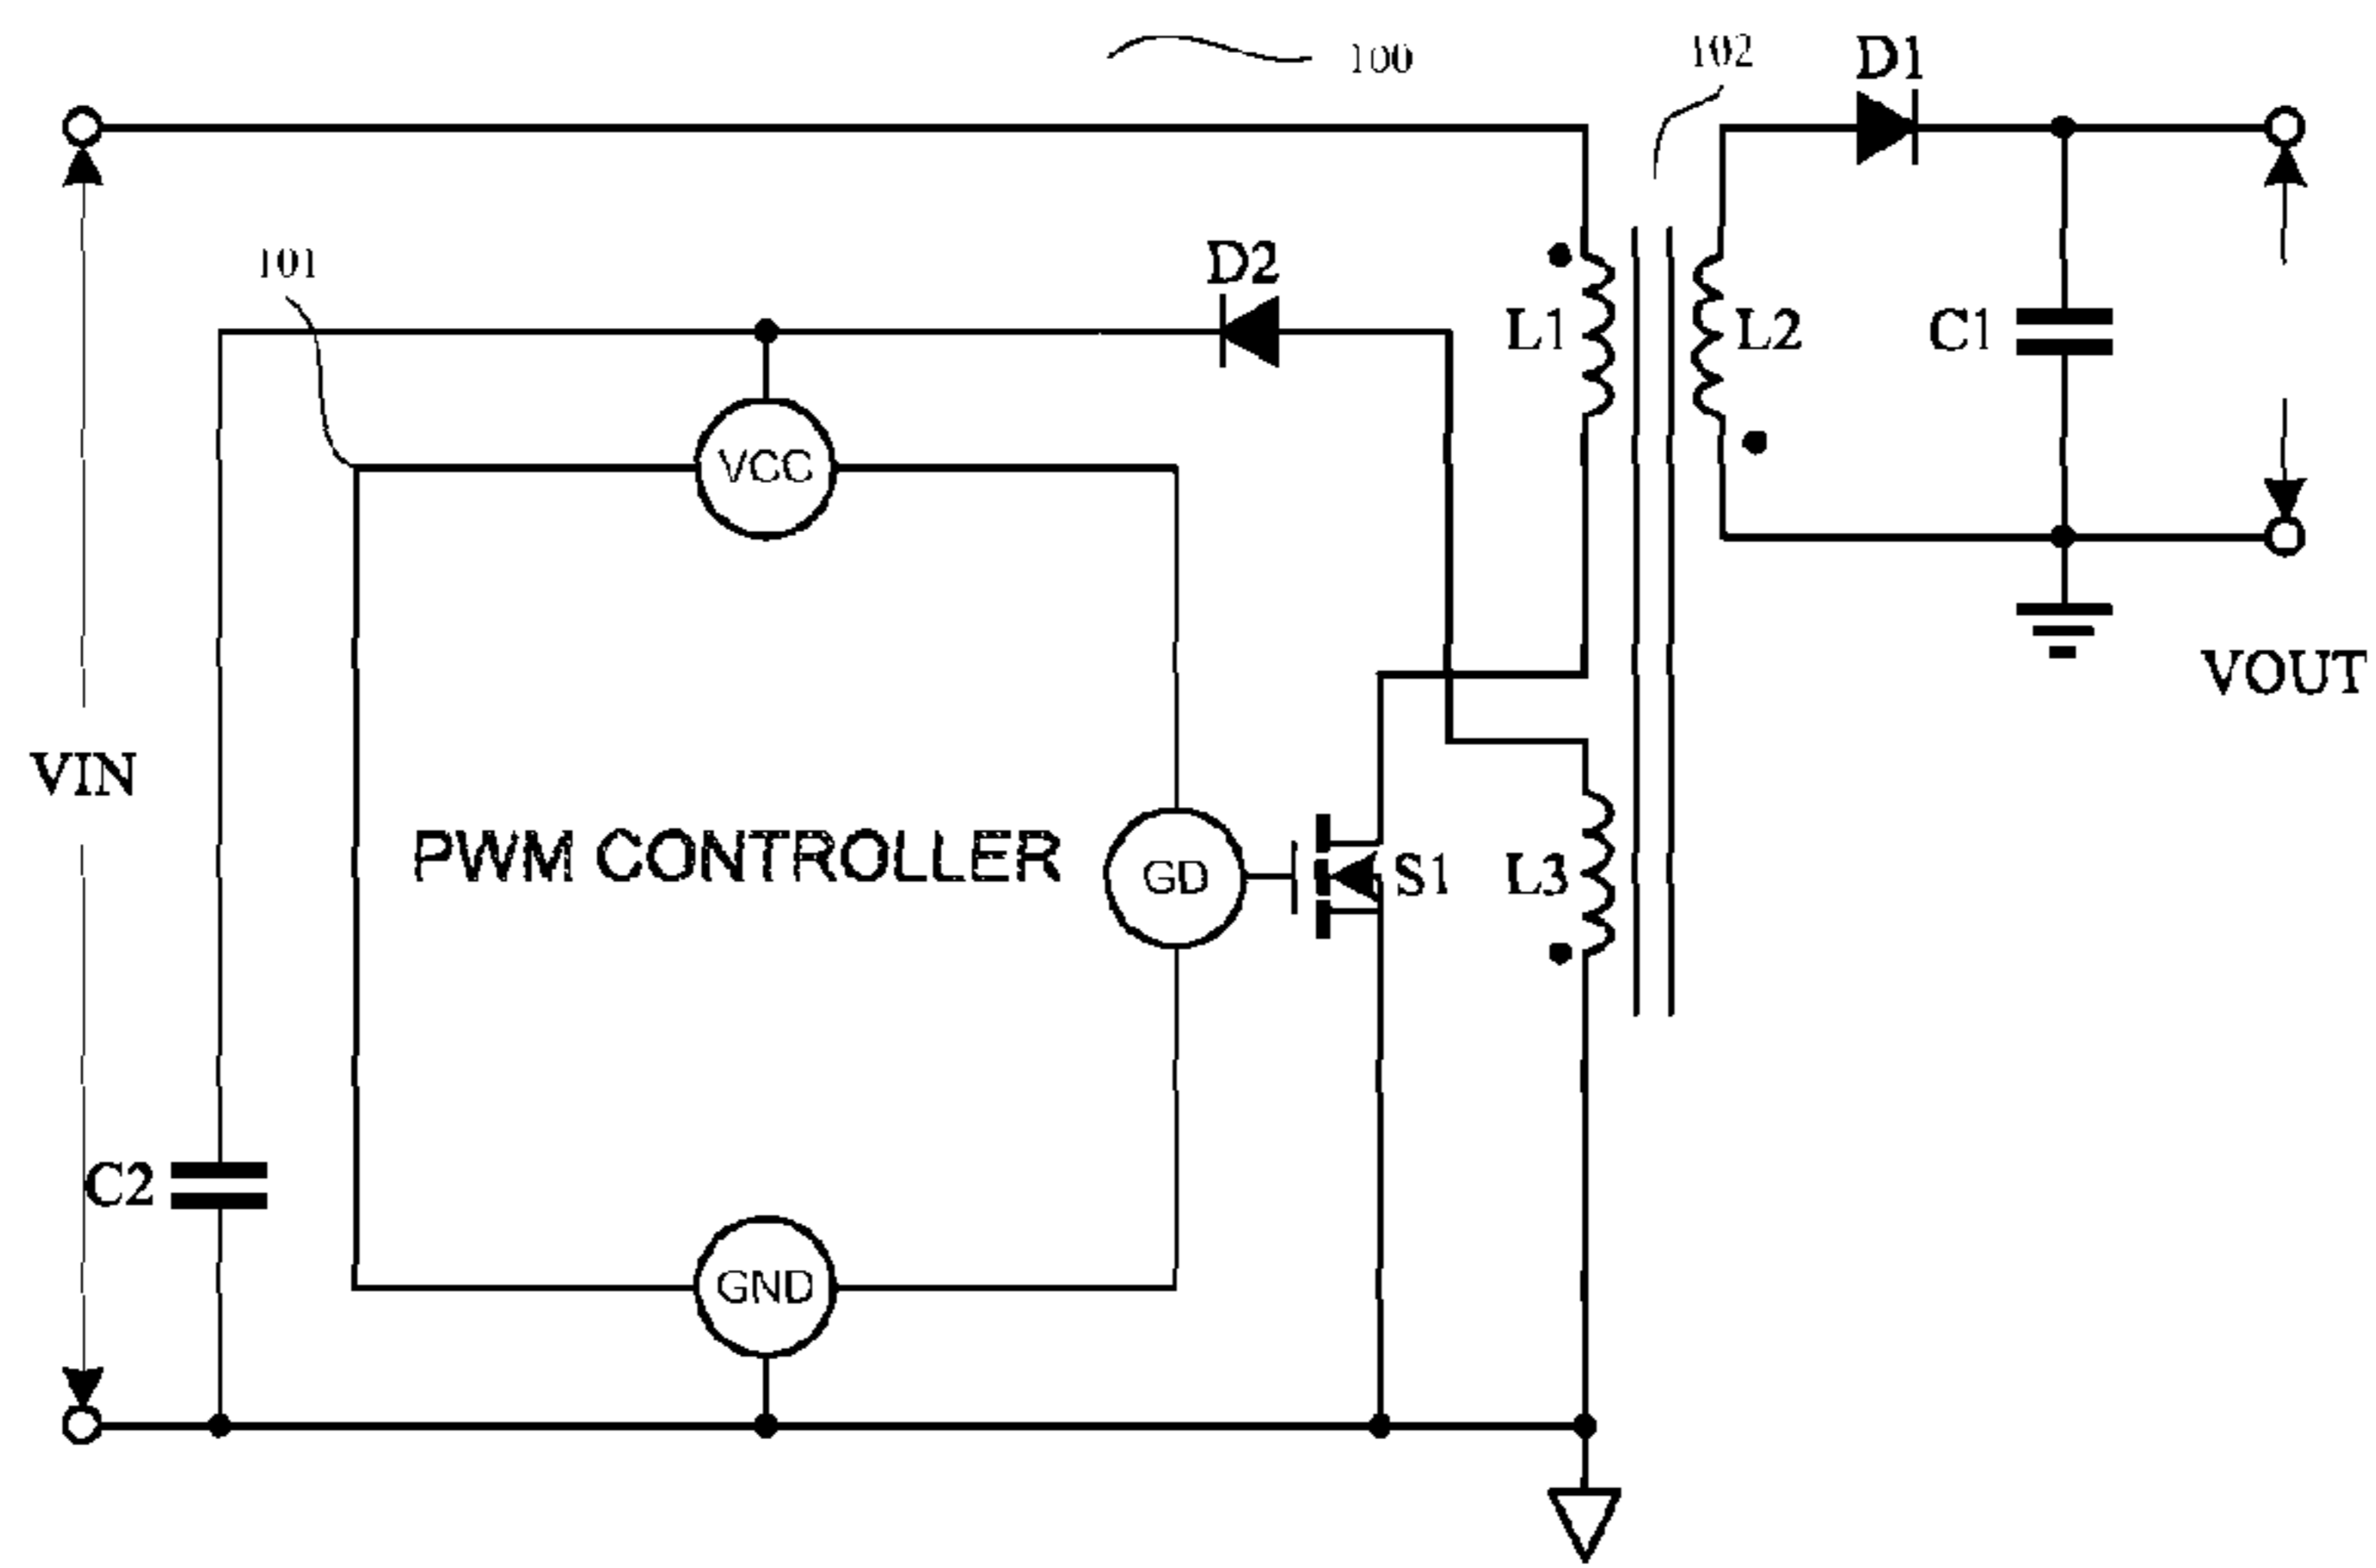 100
102
D1
101
D2
L1
L2
C1
VCC
VOUT
VIN
PWM CONTROLLER
GD
S1
L3
C2
GND